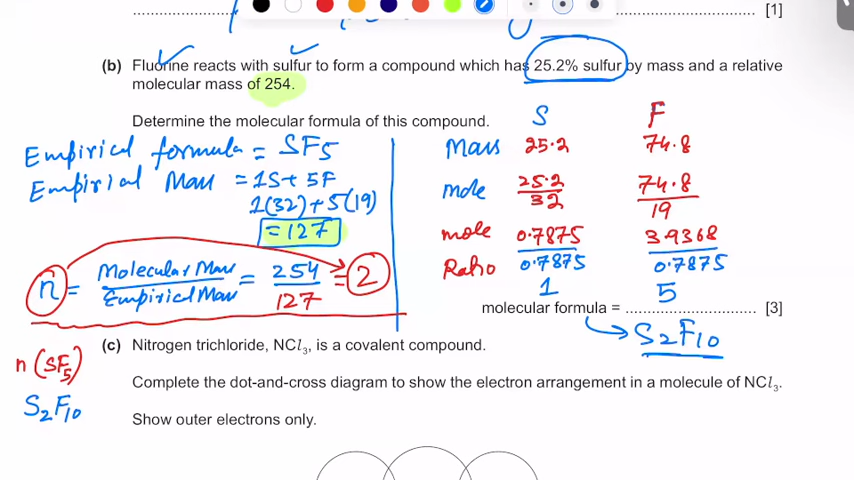 [1]
(b) Fluorine reacts with sulfur to form a compound which has 25.2% sulfur by mass and a relative
molecular mass of 254.
Determine the molecular formula of this compound.
Empirical formula = SF5
Empirial Mass = 1S + 5F
1(32) + 5(19)
= 127
n = Molecular Mass / Empirical Mass = 254 / 127 = 2
S F
Mass 25.2 74.8
mole 25.2 / 32 74.8 / 19
mole 0.7875 3.9368
Ratio 0.7875 0.7875
1 5
molecular formula = .................................. [3]
S2F10
(c) Nitrogen trichloride, NCl3, is a covalent compound.
n (SF5)
S2F10
Complete the dot-and-cross diagram to show the electron arrangement in a molecule of NCl3.
Show outer electrons only.